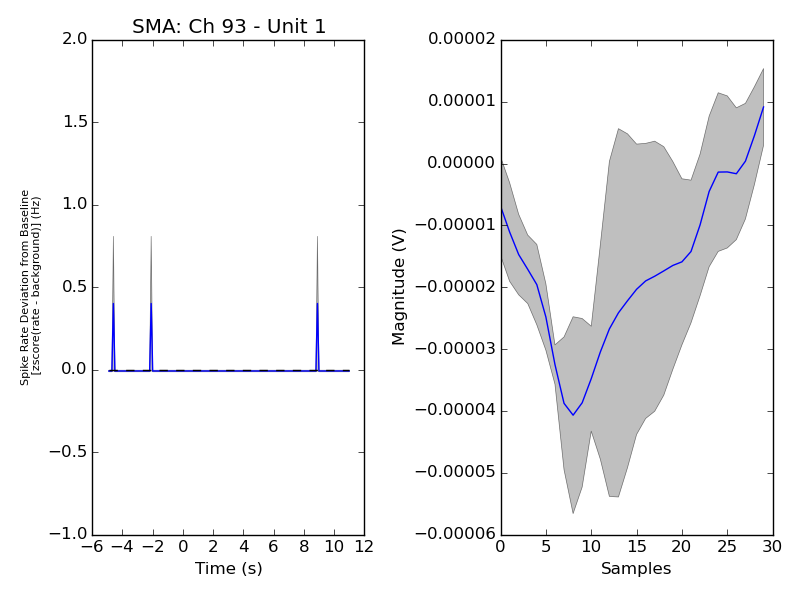 SMA: Ch 93 - Unit 1
2.0
1.5
1.0
0.5
0.0
−0.5
−1.0
−6 −4 −2 0 2 4 6 8 10 12
Time (s)
Spike Rate Deviation from Baseline
[zscore(rate - background)] (Hz)
0.00002
0.00001
0.00000
−0.00001
−0.00002
−0.00003
−0.00004
−0.00005
−0.00006
0 5 10 15 20 25 30
Samples
Magnitude (V)